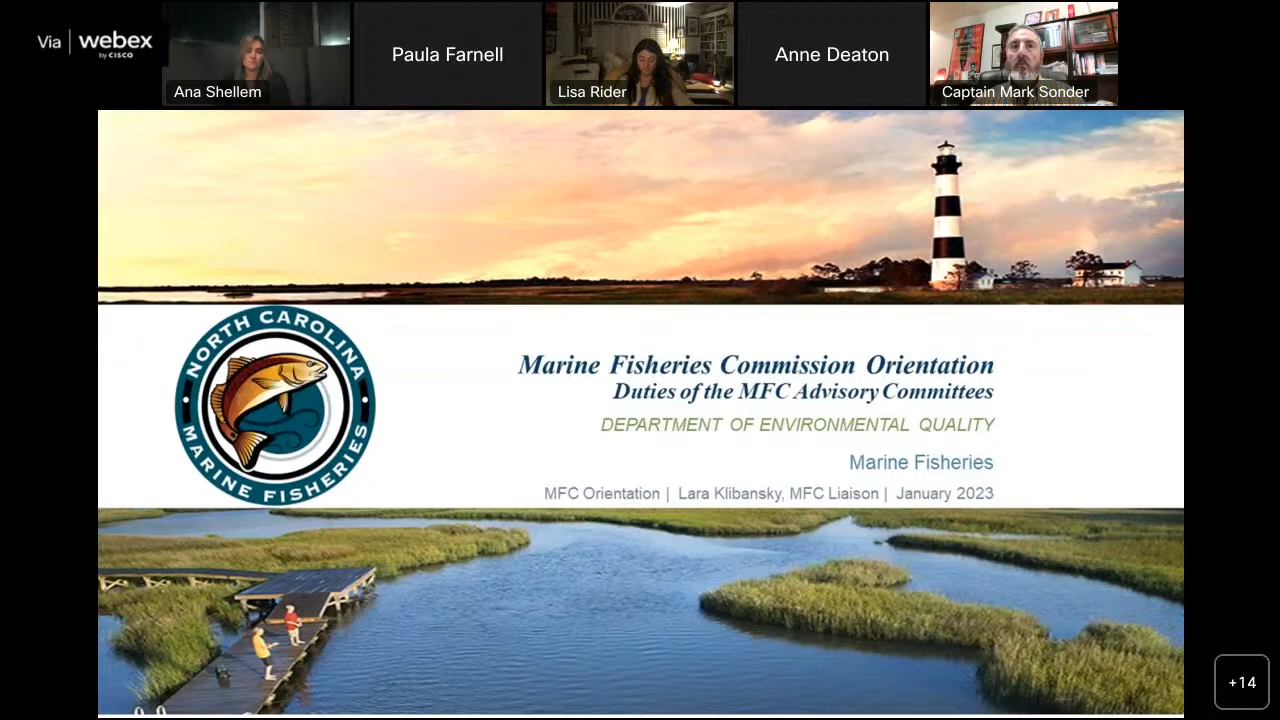 Via webex
by CISCO
Ana Shellem
Paula Farnell
Lisa Rider
Anne Deaton
Captain Mark Sonder
NORTH CAROLINA
MARINE FISHERIES
Marine Fisheries Commission Orientation
Duties of the MFC Advisory Committees
DEPARTMENT OF ENVIRONMENTAL QUALITY
Marine Fisheries
MFC Orientation | Lara Klibansky, MFC Liaison | January 2023
+14